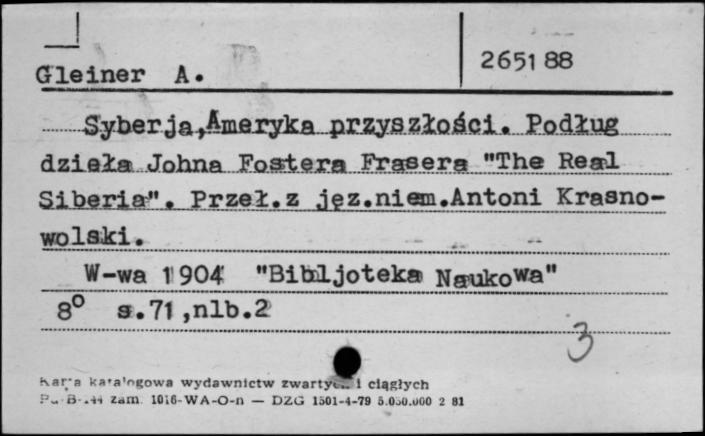 265188
Gleiner A.
Syberja,Ameryka przyszłości. Podług
dzieła Johna Fostera Frasera "The Real
Siberia". Przeł.z jęz.niem.Antoni Krasno-
wolski.
W-wa 1904 "Bibljoteka Naukowa"
8° s.71,nlb.2
3
Karta katalogowa wydawnictw zwartych i ciągłych
zam. 1016-WA-O-n — DZG 1501-4-79 5.000.000 2 81